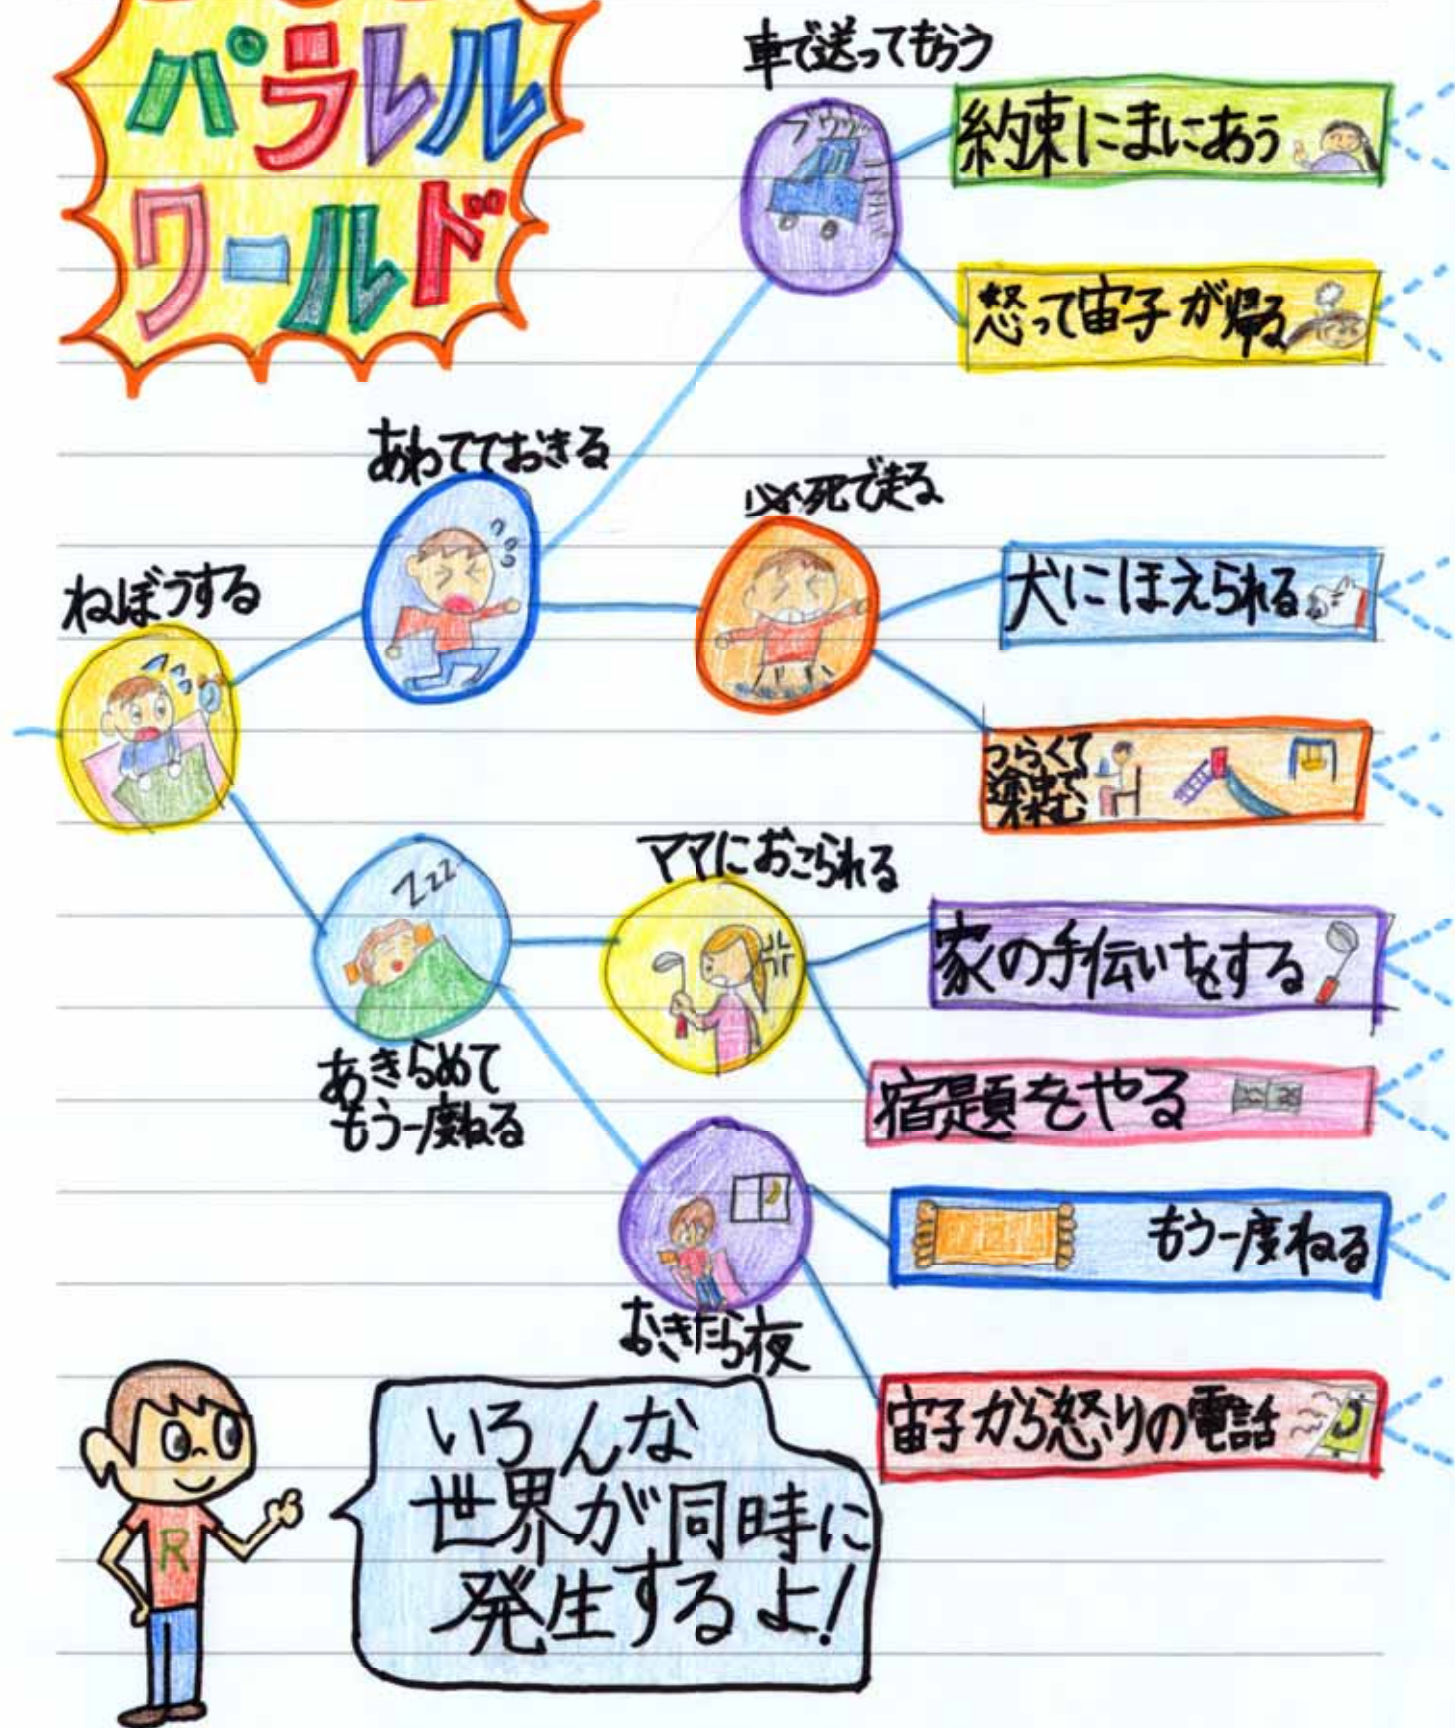 パラレル
ワールド
車で送ってもらう
ブウゥゥ
約束にまにあう
怒って宙子が帰る
あわてておきる
必死で走る
犬にほえられる
つらくて
途中で
休む
ねぼうする
Zzz
ママにおこられる
家の手伝いをする
宿題をやる
あきらめて
もう一度ねる
もう一度ねる
おきたら夜
宙子から怒りの電話
いろんな
世界が同時に
発生するよ!
R